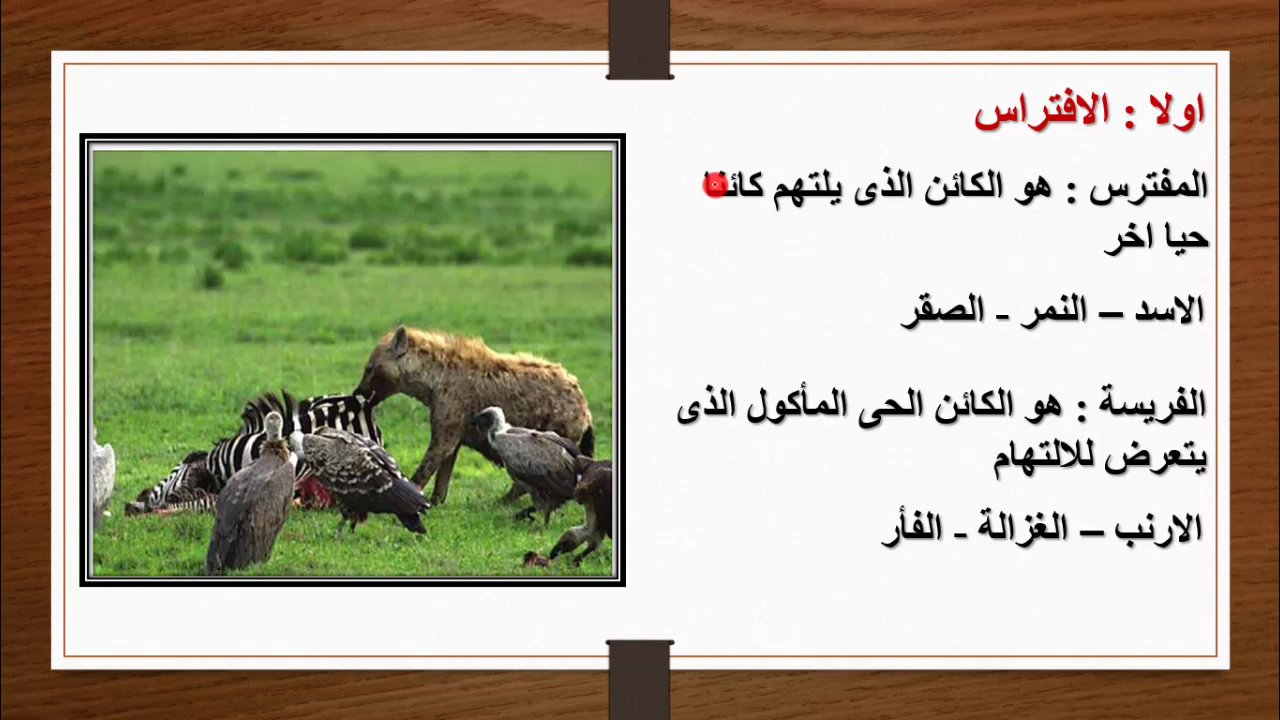 اولا : الافتراس
المفترس : هو الكائن الذى يلتهم كائنا
حيا اخر
الاسد – النمر - الصقر
الفريسة : هو الكائن الحى المأكول الذى
يتعرض للالتهام
الارنب – الغزالة - الفأر